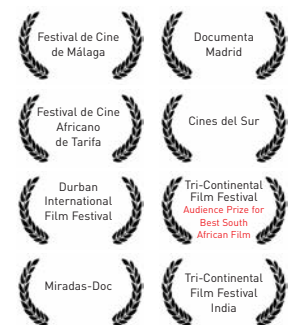 Festival de Cine
de Málaga
Documenta
Madrid
Festival de Cine
Africano
de Tarifa
Cines del Sur
Durban
International
Film Festival
Tri-Continental
Film Festival
Audience Prize for
Best South
African Film
Miradas-Doc
Tri-Continental
Film Festival
India